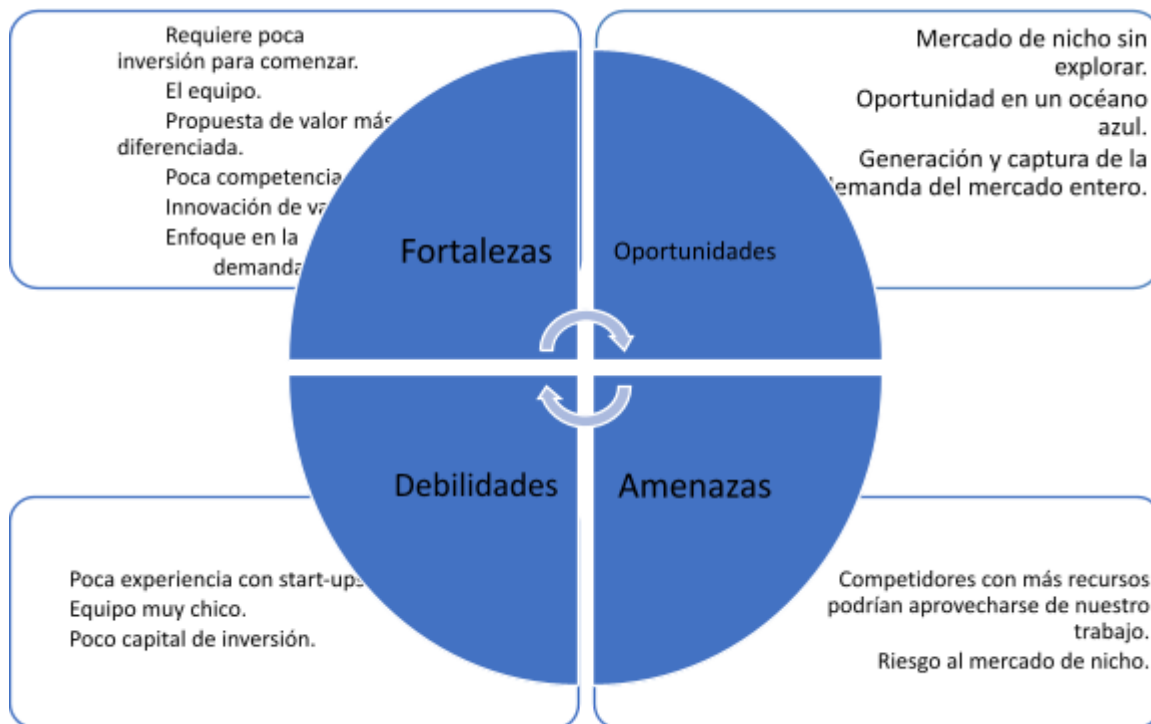 Requiere poca
inversión para comenzar.
El equipo.
Propuesta de valor más
diferenciada.
Poca competencia
Innovación de
Enfoque en la
demanda
Fortalezas
Mercado de nicho sin
explorar.
Oportunidad en un océano
azul.
Generación y captura de la
demanda del mercado entero.
Oportunidades
Debilidades
Poca experiencia con start-ups
Equipo muy chico.
Poco capital de inversión.
Amenazas
Competidores con más recursos
podrían aprovecharse de nuestro
trabajo.
Riesgo al mercado de nicho.